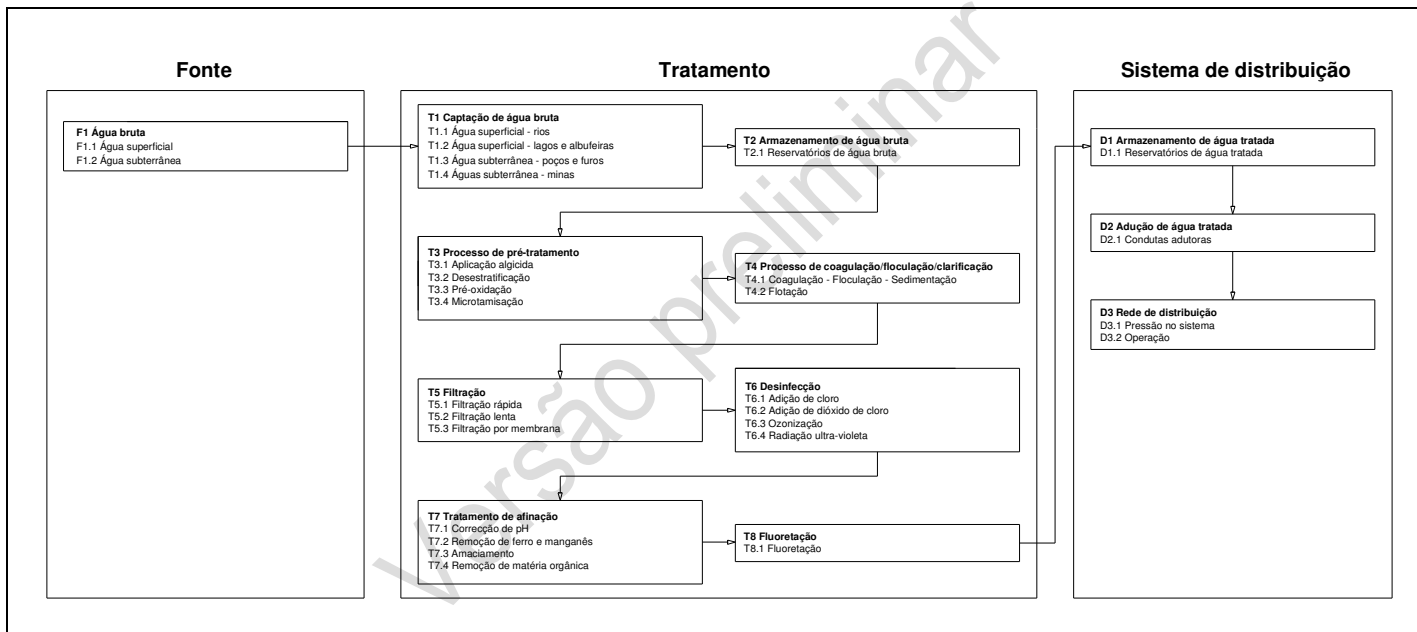 Fonte
F1 Água bruta
F1.1 Água superficial
F1.2 Água subterrânea
Tratamento
T1 Captação de água bruta
T1.1 Água superficial - rios
T1.2 Água superficial - lagos e albufeiras
T1.3 Água subterrânea - poços e furos
T1.4 Águas subterrânea - minas
T2 Armazenamento de água bruta
T2.1 Reservatórios de água bruta
T3 Processo de pré-tratamento
T3.1 Aplicação algicida
T3.2 Desestratificação
T3.3 Pré-oxidação
T3.4 Microtamisação
T4 Processo de coagulação/floculação/clarificação
T4.1 Coagulação - Floculação - Sedimentação
T4.2 Flotação
T5 Filtração
T5.1 Filtração rápida
T5.2 Filtração lenta
T5.3 Filtração por membrana
T6 Desinfecção
T6.1 Adição de cloro
T6.2 Adição de dióxido de cloro
T6.3 Ozonização
T6.4 Radiação ultra-violeta
T7 Tratamento de afinação
T7.1 Correcção de pH
T7.2 Remoção de ferro e manganês
T7.3 Amaciamento
T7.4 Remoção de matéria orgânica
T8 Fluoretação
T8.1 Fluoretação
Sistema de distribuição
D1 Armazenamento de água tratada
D1.1 Reservatórios de água tratada
D2 Adução de água tratada
D2.1 Condutas adutoras
D3 Rede de distribuição
D3.1 Pressão no sistema
D3.2 Operação
Versão preliminar